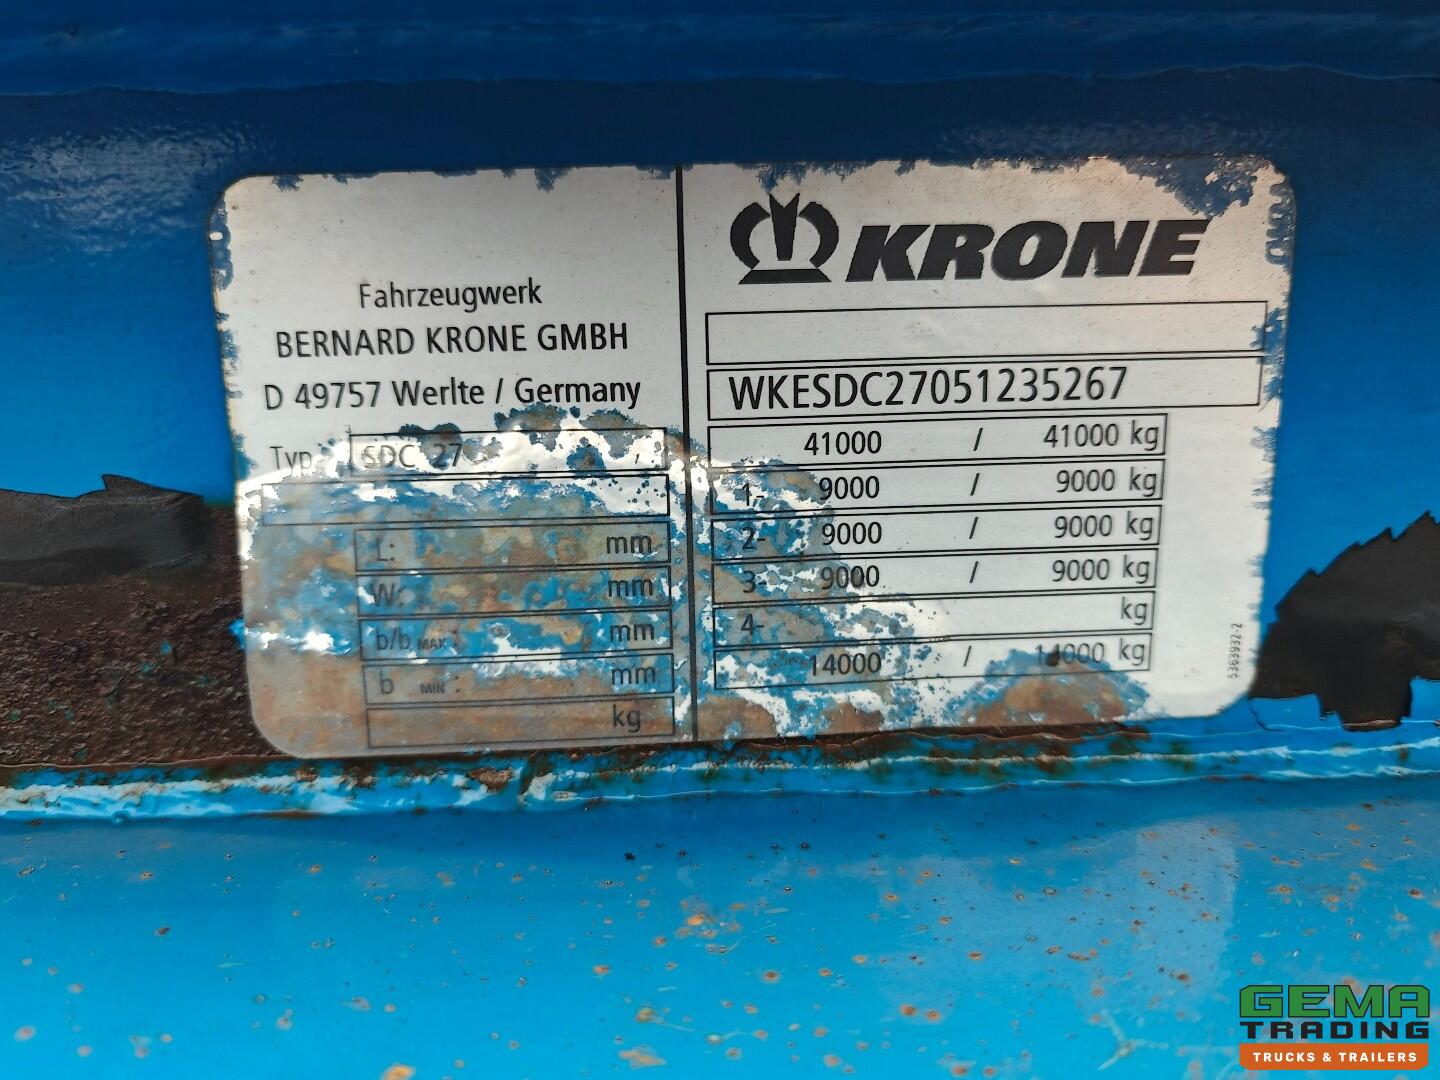 Fahrzeugwerk
BERNARD KRONE GMBH
D 49757 Werlte / Germany
Typ SDC 27
L: mm
W: mm
b/b MAX : mm
b MIN : mm
kg
KRONE
WKESDC27051235267
41000 / 41000 kg
1- 9000 / 9000 kg
2- 9000 / 9000 kg
3- 9000 / 9000 kg
4- kg
14000 / 14000 kg
5363932-2
GEMA
TRADING
TRUCKS & TRAILERS